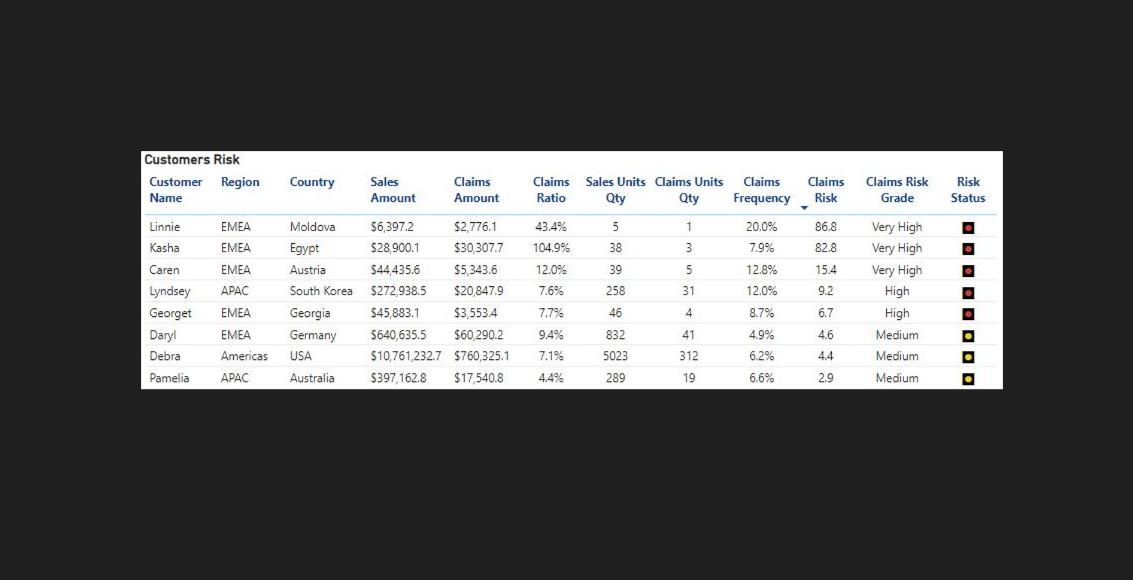 Customers Risk
Customer Name Region Country Sales Amount Claims Amount Claims Ratio Sales Units Qty Claims Units Qty Claims Frequency Claims Risk Claims Risk Grade Risk Status
Linnie EMEA Moldova $6,397.2 $2,776.1 43.4% 5 1 20.0% 86.8 Very High
Kasha EMEA Egypt $28,900.1 $30,307.7 104.9% 38 3 7.9% 82.8 Very High
Caren EMEA Austria $44,435.6 $5,343.6 12.0% 39 5 12.8% 15.4 Very High
Lyndsey APAC South Korea $272,938.5 $20,847.9 7.6% 258 31 12.0% 9.2 High
Georget EMEA Georgia $45,883.1 $3,553.4 7.7% 46 4 8.7% 6.7 High
Daryl EMEA Germany $640,635.5 $60,290.2 9.4% 832 41 4.9% 4.6 Medium
Debra Americas USA $10,761,232.7 $760,325.1 7.1% 5023 312 6.2% 4.4 Medium
Pamelia APAC Australia $397,162.8 $17,540.8 4.4% 289 19 6.6% 2.9 Medium